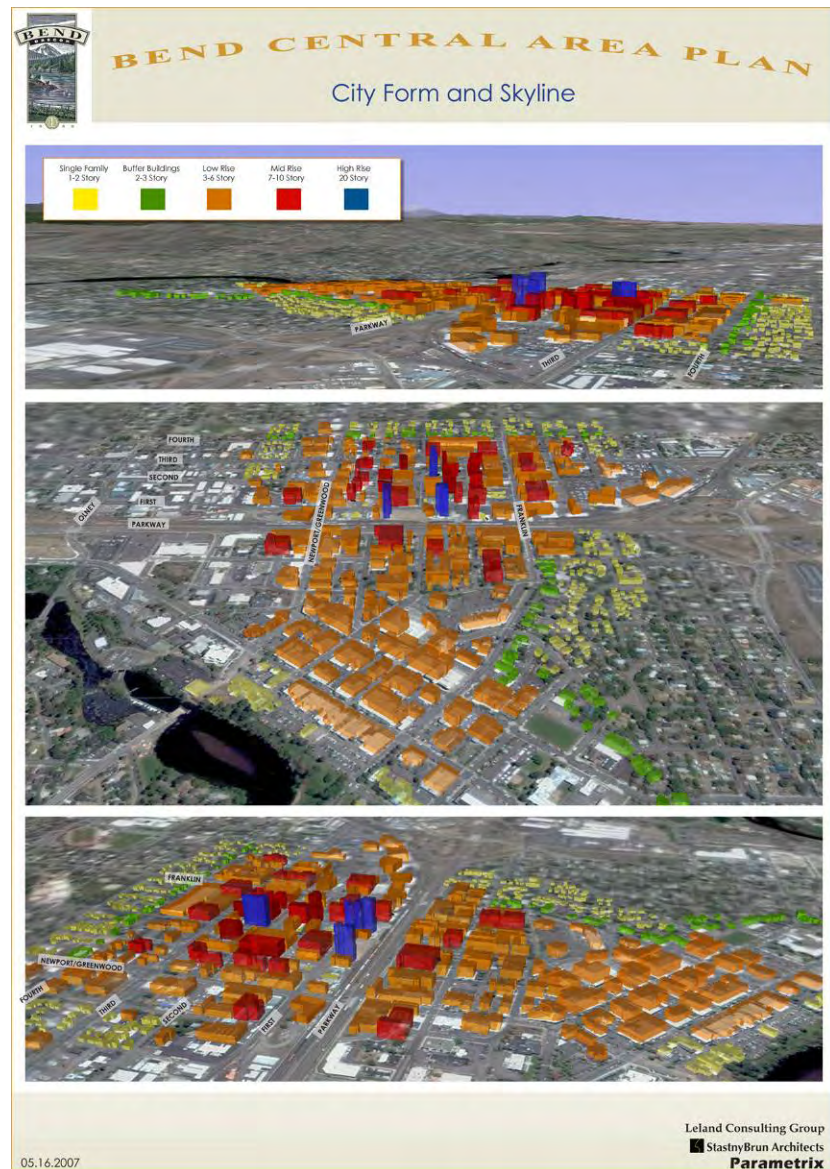 BEND
OREGON
BEND CENTRAL AREA PLAN
City Form and Skyline
Single Family
1-2 Story
Buffer Buildings
2-3 Story
Low Rise
3-6 Story
Mid Rise
7-10 Story
High Rise
20 Story
PARKWAY
THIRD
FOURTH
FOURTH
THIRD
SECOND
FIRST
OLNEY
PARKWAY
NEWPORT/GREENWOOD
FRANKLIN
FRANKLIN
NEWPORT/GREENWOOD
FOURTH
THIRD
SECOND
FIRST
PARKWAY
05.16.2007
Leland Consulting Group
StastnyBrun Architects
Parametrix